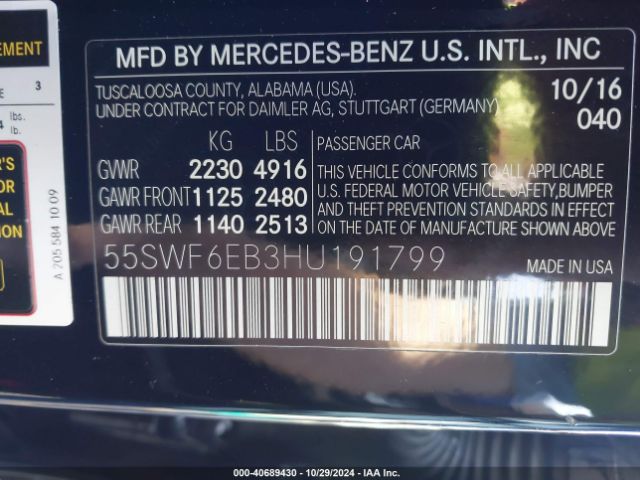 EMENT
E 3
4 lbs.
lb.
R'S
OR
AL
.
A 205 584 10 09
MFD BY MERCEDES-BENZ U.S. INTL., INC
TUSCALOOSA COUNTY, ALABAMA (USA). 10/16
UNDER CONTRACT FOR DAIMLER AG, STUTTGART (GERMANY) 040
KG LBS PASSENGER CAR
GVWR 2230 4916 THIS VEHICLE CONFORMS TO ALL APPLICABLE
GAWR FRONT 1125 2480 U.S. FEDERAL MOTOR VEHICLE SAFETY, BUMPER
GAWR REAR 1140 2513 AND THEFT PREVENTION STANDARDS IN EFFECT
ON THE DATE OF MANUFACTURE SHOWN ABOVE.
55SWF6EB3HU191799 MADE IN USA
000-40689430 - 10/29/2024 - IAA Inc.